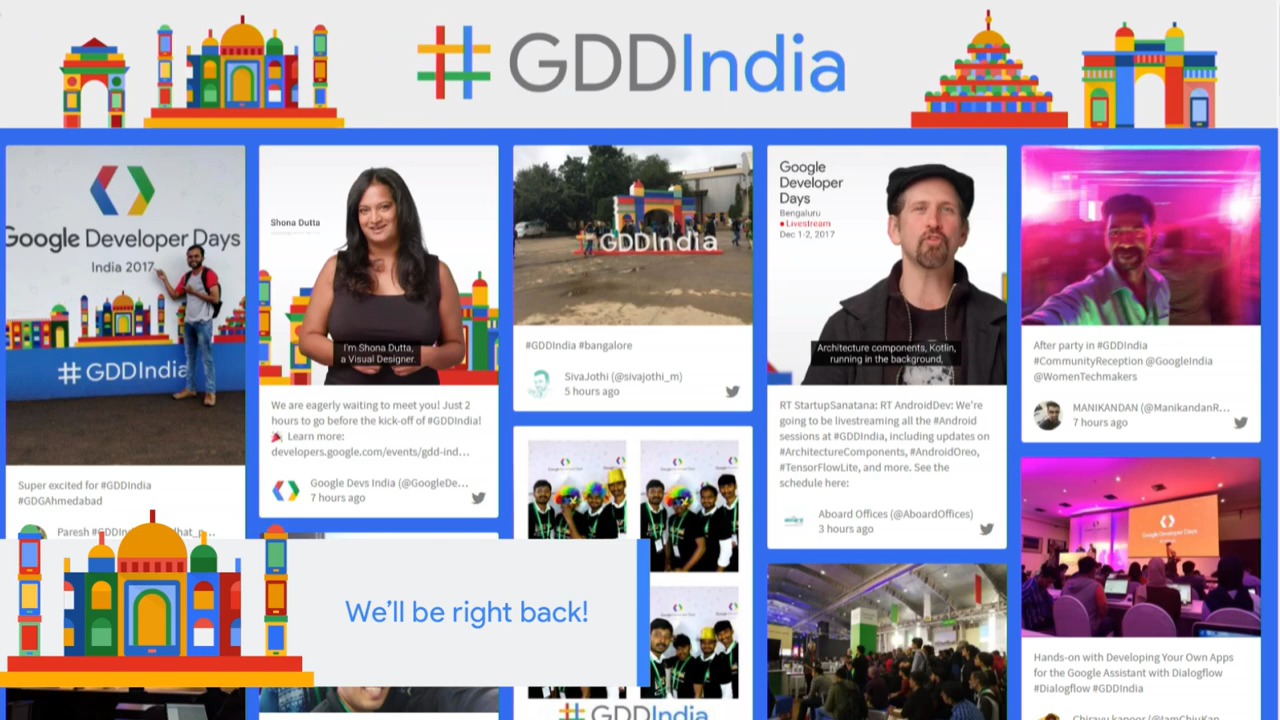 #GDDIndia
Google Developer Days
India 2017
#GDDIndia
Super excited for #GDDIndia
#GDGAhmedabad
Paresh
Shona Dutta
I'm Shona Dutta,
a Visual Designer.
We are eagerly waiting to meet you! Just 2
hours to go before the kick-off of #GDDIndia!
🎉 Learn more:
developers.google.com/events/gdd-ind...
Google Devs India (@GoogleDe...
7 hours ago
GDDIndia
#GDDIndia #bangalore
SivaJothi (@sivajothi_m)
5 hours ago
#GDDIndia
Google
Developer
Days
Bengaluru
Livestream
Dec 1-2, 2017
Architecture components, Kotlin,
running in the background,
RT StartupSanatana: RT AndroidDev: We're
going to be livestreaming all the #Android
sessions at #GDDIndia, including updates on
#ArchitectureComponents, #AndroidOreo,
#TensorFlowLite, and more. See the
schedule here:
Aboard Offices (@AboardOffices)
3 hours ago
After party in #GDDIndia
#CommunityReception @GoogleIndia
@WomenTechmakers
MANIKANDAN (@ManikandanR...
7 hours ago
Google Developer Days
Hands-on with Developing Your Own Apps
for the Google Assistant with Dialogflow
#Dialogflow #GDDIndia
We'll be right back!